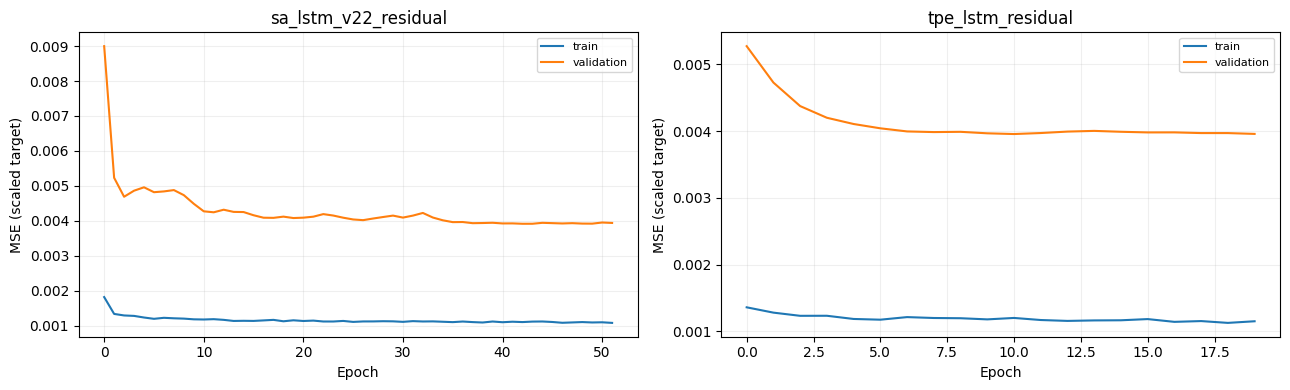 sa_lstm_v22_residual
MSE (scaled target)
0.009
0.008
0.007
0.006
0.005
0.004
0.003
0.002
0.001
train
validation
0 10 20 30 40 50
Epoch
tpe_lstm_residual
MSE (scaled target)
0.005
0.004
0.003
0.002
0.001
train
validation
0.0 2.5 5.0 7.5 10.0 12.5 15.0 17.5
Epoch